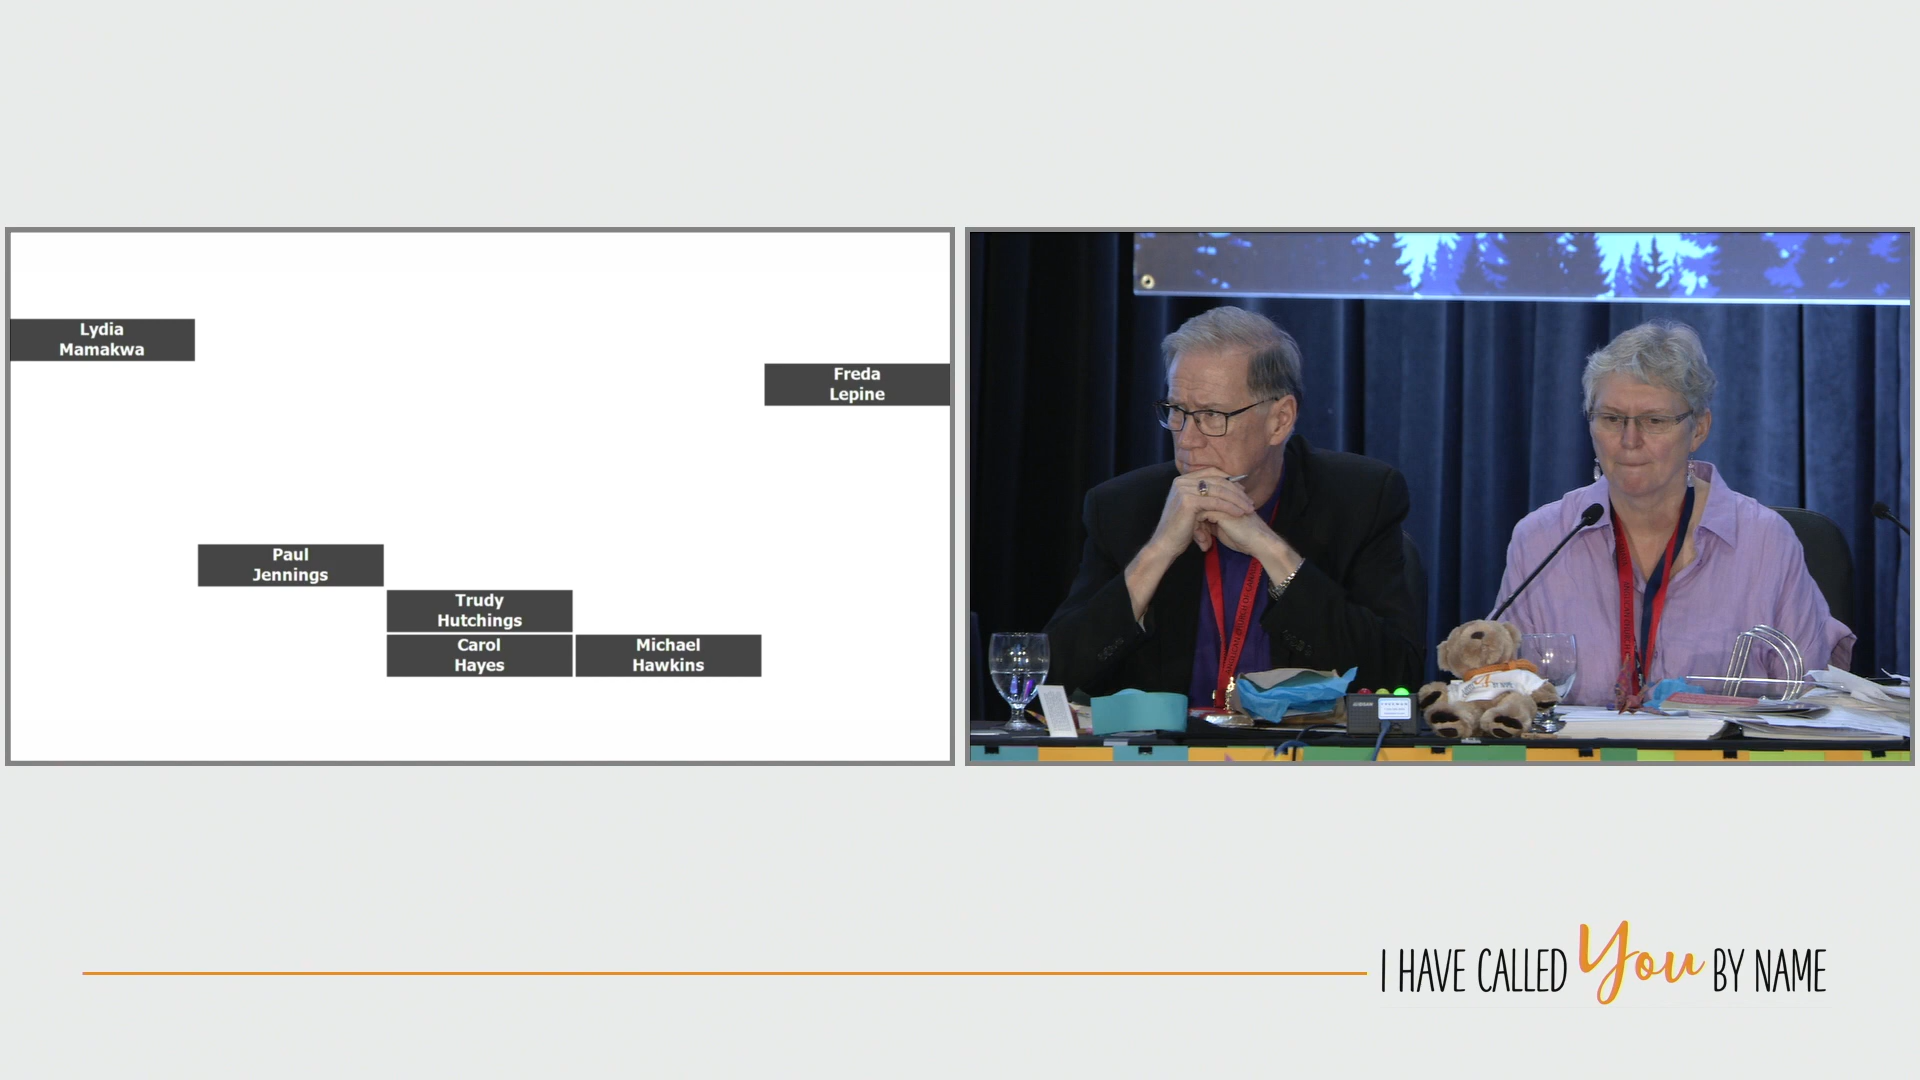 Lydia
Mamakwa
Freda
Lepine
Paul
Jennings
Trudy
Hutchings
Carol
Hayes
Michael
Hawkins
I HAVE CALLED You BY NAME